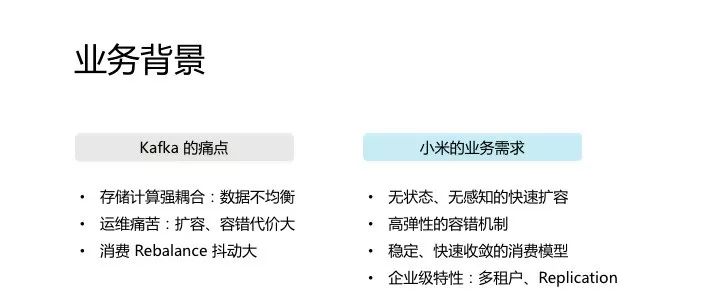 业务背景
Kafka 的痛点
• 存储计算强耦合：数据不均衡
• 运维痛苦：扩容、容错代价大
• 消费 Rebalance 抖动大
小米的业务需求
• 无状态、无感知的快速扩容
• 高弹性的容错机制
• 稳定、快速收敛的消费模型
• 企业级特性：多租户、Replication